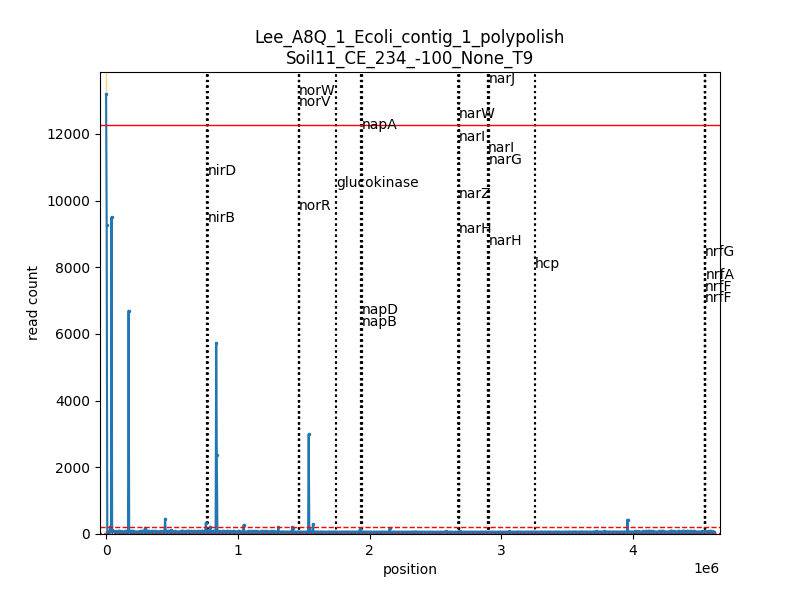 Lee_A8Q_1_Ecoli_contig_1_polypolish
Soil11_CE_234_-100_None_T9
narJ
norW
norV
narW
napA
12000
narI
narI
narG
nirD
glucokinase
10000
narZ
norR
nirB
narH
narH
nrfG
8000
hcp
nrfA
nrfF
nrfF
napD
napB
6000
4000
2000
0
read count
0 1 2 3 4
1e6
position